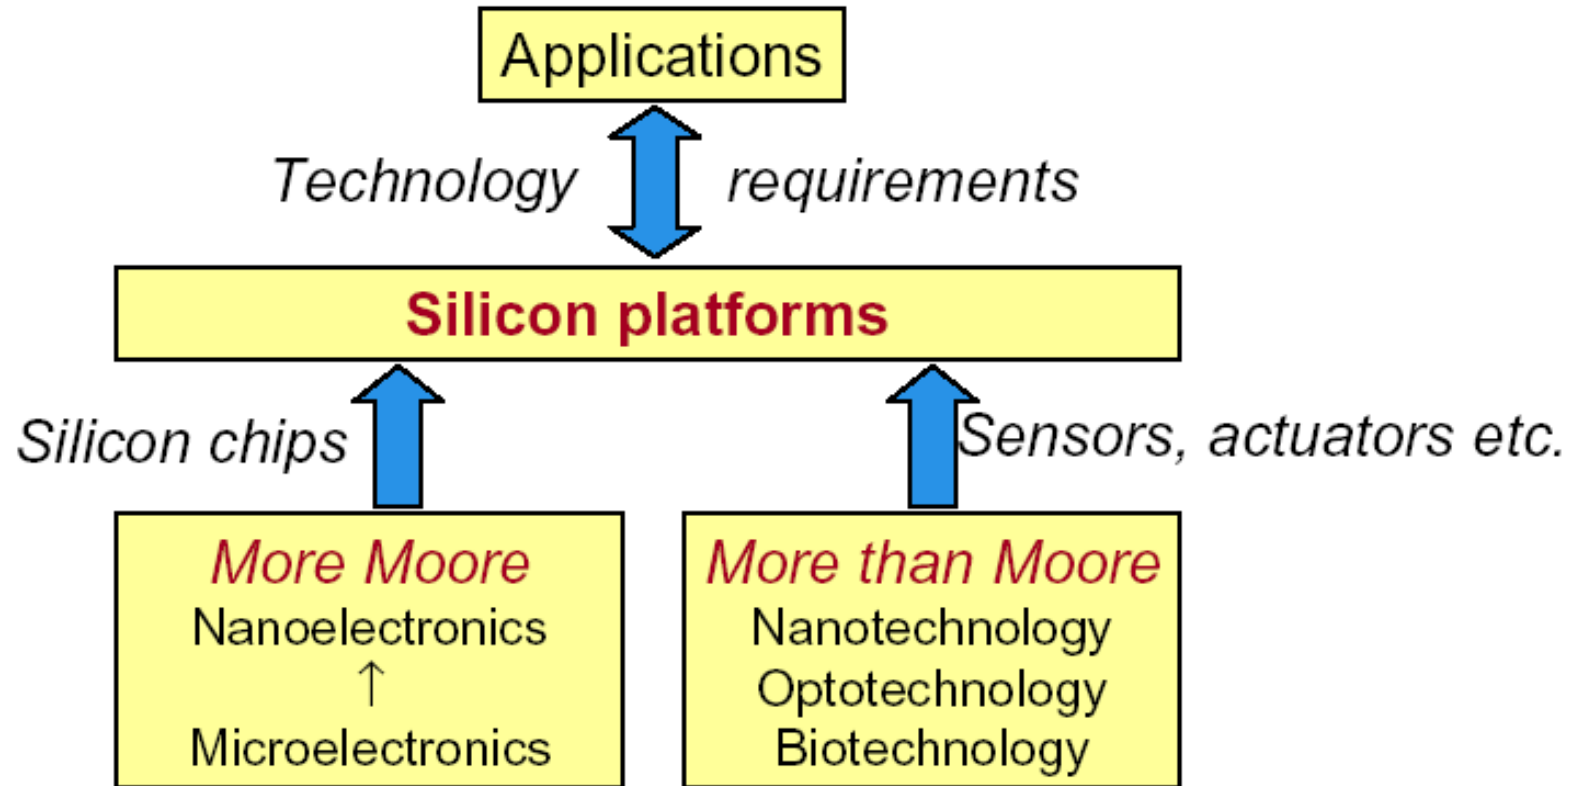 Applications
Technology requirements
Silicon platforms
Silicon chips
Sensors, actuators etc.
More Moore
Nanoelectronics
↑
Microelectronics
More than Moore
Nanotechnology
Optotechnology
Biotechnology